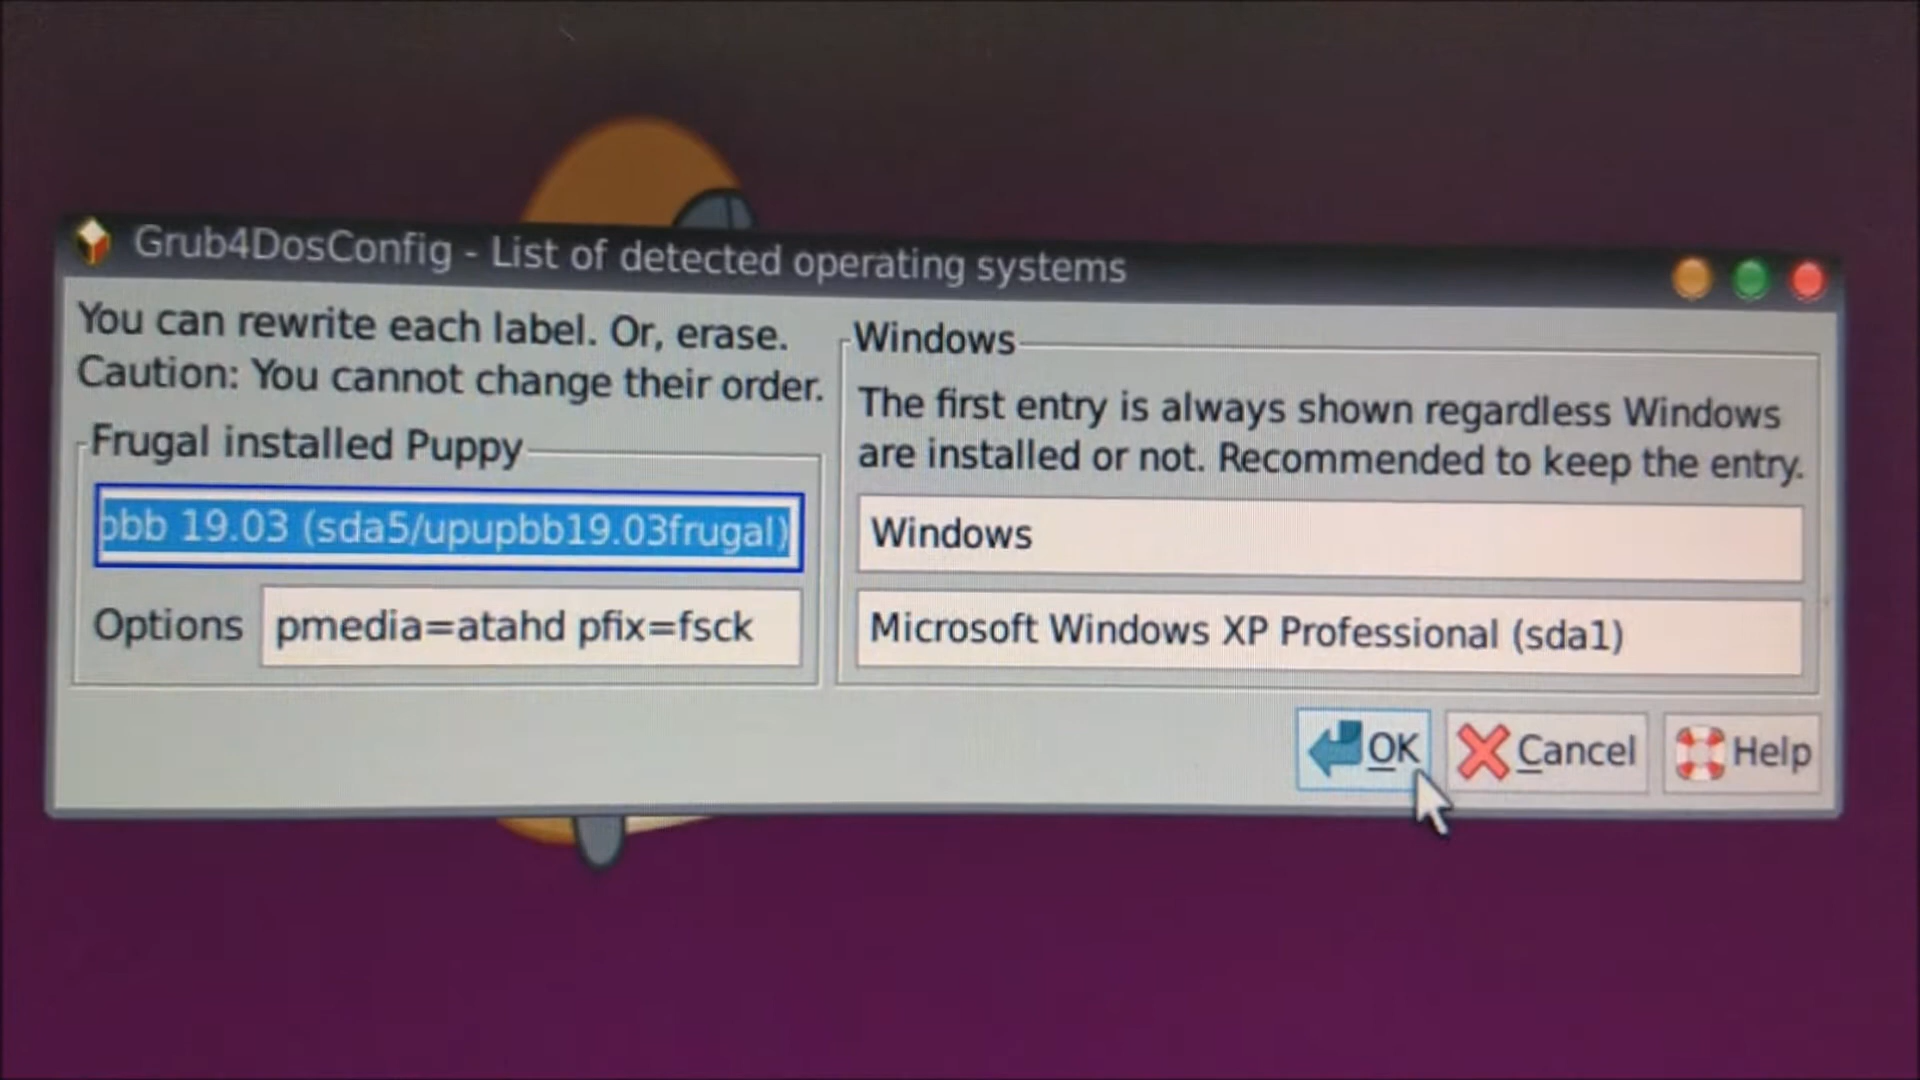 Grub4DosConfig - List of detected operating systems
You can rewrite each label. Or, erase.
Caution: You cannot change their order.
Frugal installed Puppy
bb 19.03 (sda5/upupbb19.03frugal)
Options pmedia=atahd pfix=fsck
Windows
The first entry is always shown regardless Windows
are installed or not. Recommended to keep the entry.
Windows
Microsoft Windows XP Professional (sda1)
OK Cancel Help